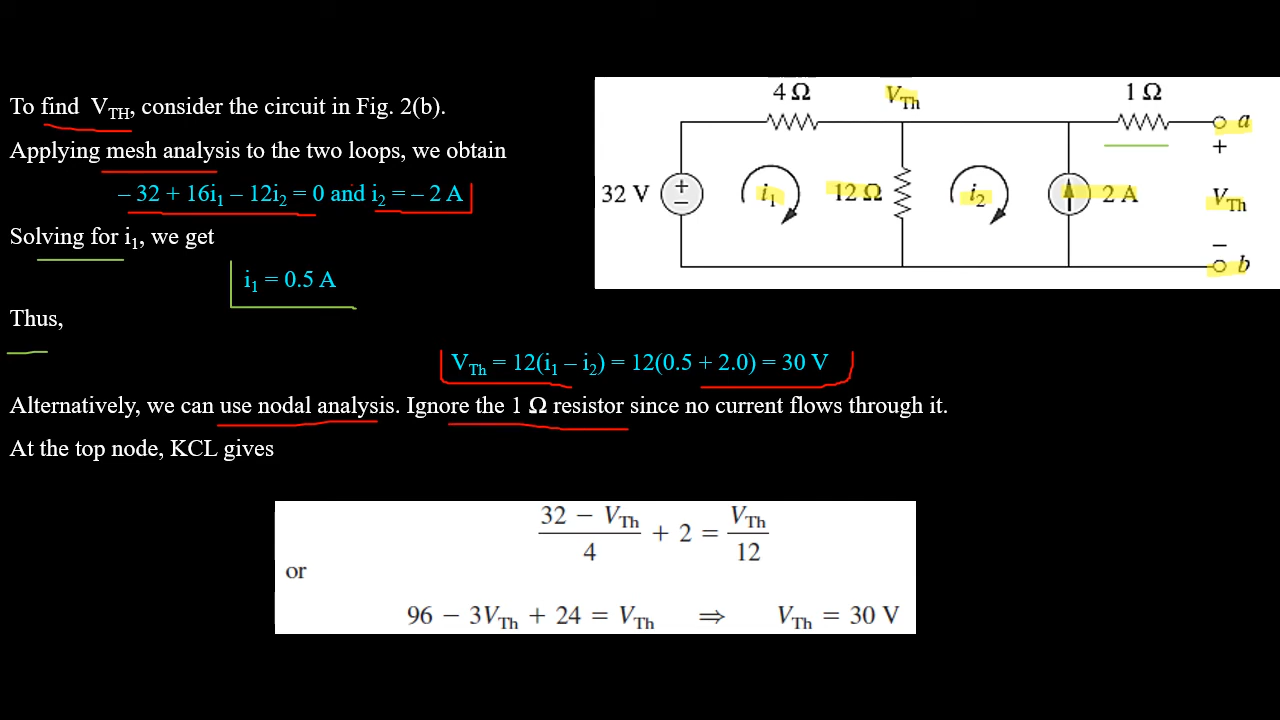 To find V_TH, consider the circuit in Fig. 2(b).
Applying mesh analysis to the two loops, we obtain
– 32 + 16i₁ – 12i₂ = 0 and i₂ = – 2 A
Solving for i₁, we get
i₁ = 0.5 A
Thus,
V_Th = 12(i₁ – i₂) = 12(0.5 + 2.0) = 30 V
Alternatively, we can use nodal analysis. Ignore the 1 Ω resistor since no current flows through it.
At the top node, KCL gives
4 Ω V_Th 1 Ω
a
+
32 V + − i₁ 12 Ω i₂ 2 A V_Th
−
b
(32 − V_Th)/4 + 2 = V_Th/12
or
96 − 3V_Th + 24 = V_Th ⇒ V_Th = 30 V